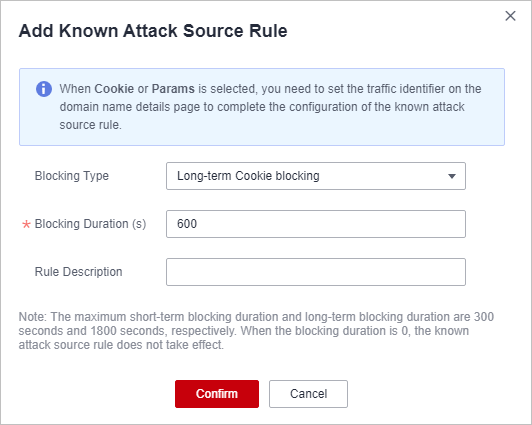 Add Known Attack Source Rule
When Cookie or Params is selected, you need to set the traffic identifier on the
domain name details page to complete the configuration of the known attack
source rule.
Blocking Type
Long-term Cookie blocking
* Blocking Duration (s)
600
Rule Description
Note: The maximum short-term blocking duration and long-term blocking duration are 300
seconds and 1800 seconds, respectively. When the blocking duration is 0, the known
attack source rule does not take effect.
Confirm
Cancel